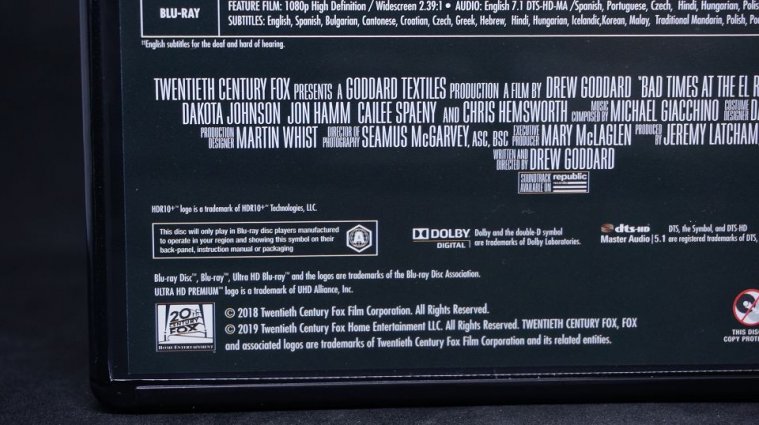 BLU-RAY
FEATURE FILM: 1080p High Definition / Widescreen 2.39:1 • AUDIO: English 7.1 DTS-HD-MA /Spanish, Portuguese, Czech, Hindi, Hungarian, Polis
SUBTITLES: English, Spanish, Bulgarian, Cantonese, Croatian, Czech, Greek, Hebrew, Hindi, Hungarian, Icelandic,Korean, Malay, Traditional Mandarin, Polish, Po
††English subtitles for the deaf and hard of hearing.
TWENTIETH CENTURY FOX PRESENTS A GODDARD TEXTILES PRODUCTION A FILM BY DREW GODDARD "BAD TIMES AT THE EL R
DAKOTA JOHNSON JON HAMM CAILEE SPAENY AND CHRIS HEMSWORTH MUSIC COMPOSED BY MICHAEL GIACCHINO COSTUME DESIGNER DA
PRODUCTION DESIGNER MARTIN WHIST DIRECTOR OF PHOTOGRAPHY SEAMUS McGARVEY, ASC, BSC EXECUTIVE PRODUCER MARY McLAGLEN PRODUCED BY JEREMY LATCHAM
WRITTEN AND DIRECTED BY DREW GODDARD
SOUNDTRACK AVAILABLE ON republic
HDR10+™ logo is a trademark of HDR10+™ Technologies, LLC.
This disc will only play in Blu-ray disc players manufactured
to operate in your region and showing this symbol on their
back-panel, instruction manual or packaging
A
DOLBY DIGITAL
Dolby and the double-D symbol
are trademarks of Dolby Laboratories.
dts-HD Master Audio | 5.1
DTS, the Symbol, and DTS-HD
are registered trademarks of DTS,
Blu-ray Disc™, Blu-ray™, Ultra HD Blu-ray™ and the logos are trademarks of the Blu-ray Disc Association.
ULTRA HD PREMIUM™ logo is a trademark of UHD Alliance, Inc.
20th CENTURY FOX
HOME ENTERTAINMENT
© 2018 Twentieth Century Fox Film Corporation. All Rights Reserved.
© 2019 Twentieth Century Fox Home Entertainment LLC. All Rights Reserved. TWENTIETH CENTURY FOX, FOX
and associated logos are trademarks of Twentieth Century Fox Film Corporation and its related entities.
THIS DIS
COPY PROTE